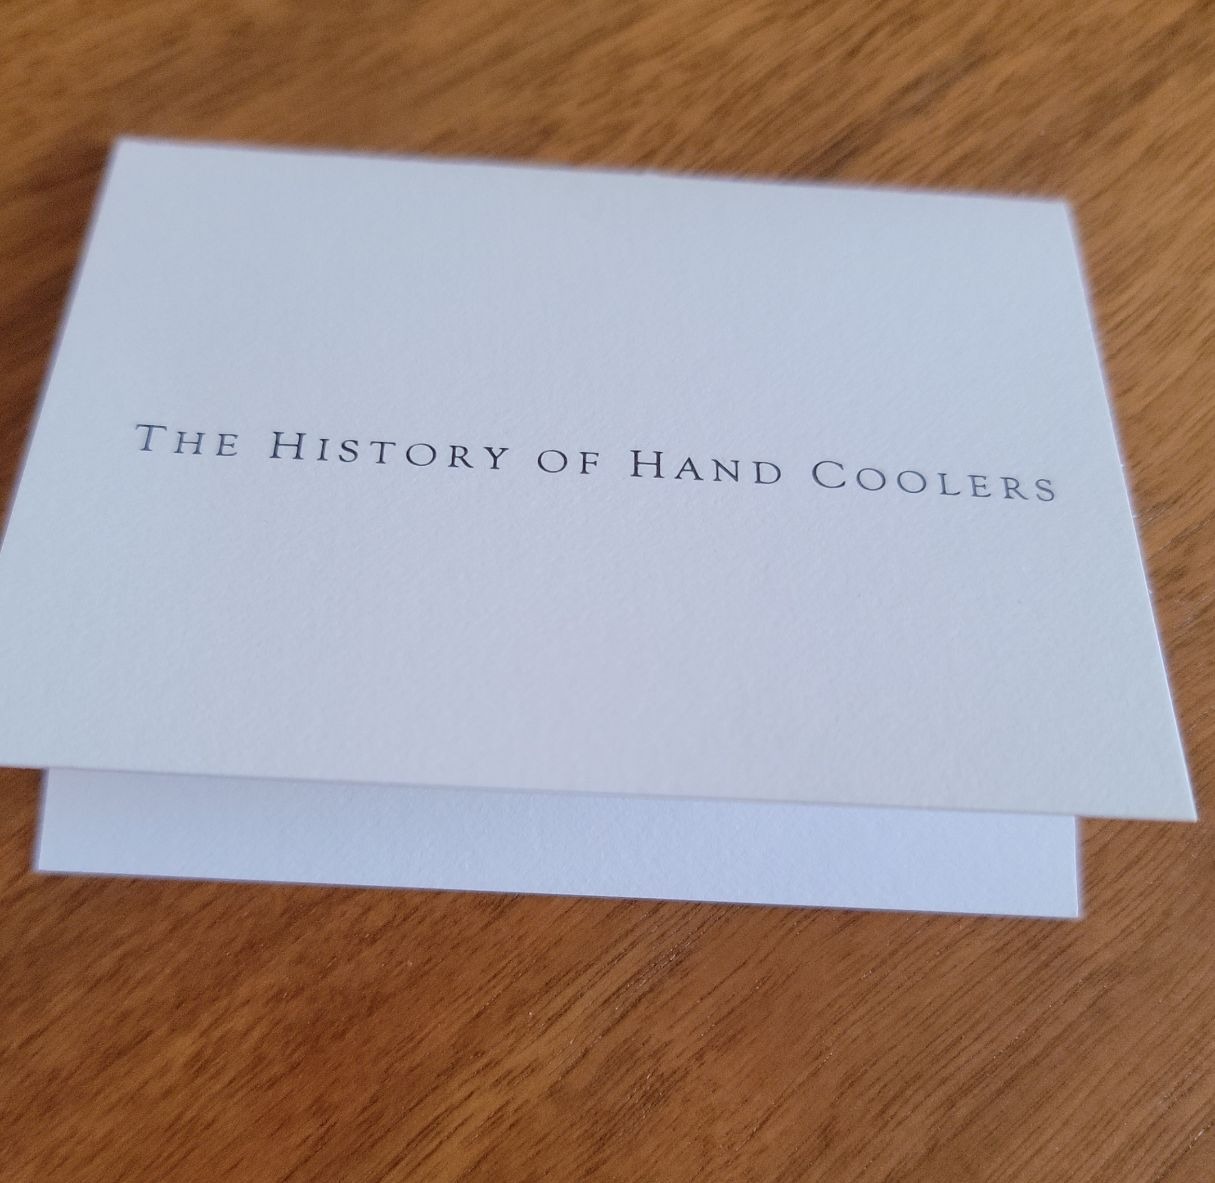 The History of Hand Coolers